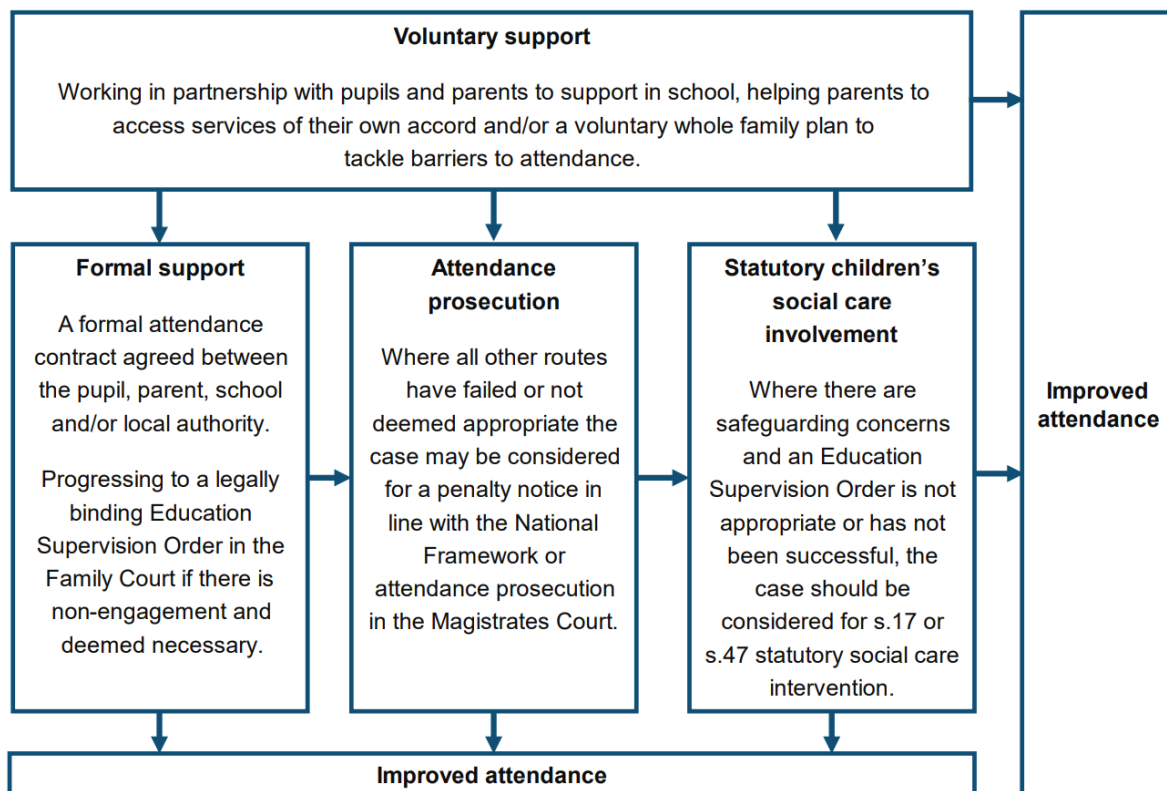 Voluntary support
Working in partnership with pupils and parents to support in school, helping parents to
access services of their own accord and/or a voluntary whole family plan to
tackle barriers to attendance.
Formal support
A formal attendance
contract agreed between
the pupil, parent, school
and/or local authority.
Progressing to a legally
binding Education
Supervision Order in the
Family Court if there is
non-engagement and
deemed necessary.
Attendance
prosecution
Where all other routes
have failed or not
deemed appropriate the
case may be considered
for a penalty notice in
line with the National
Framework or
attendance prosecution
in the Magistrates Court.
Statutory children’s
social care
involvement
Where there are
safeguarding concerns
and an Education
Supervision Order is not
appropriate or has not
been successful, the
case should be
considered for s.17 or
s.47 statutory social care
intervention.
Improved
attendance
Improved attendance